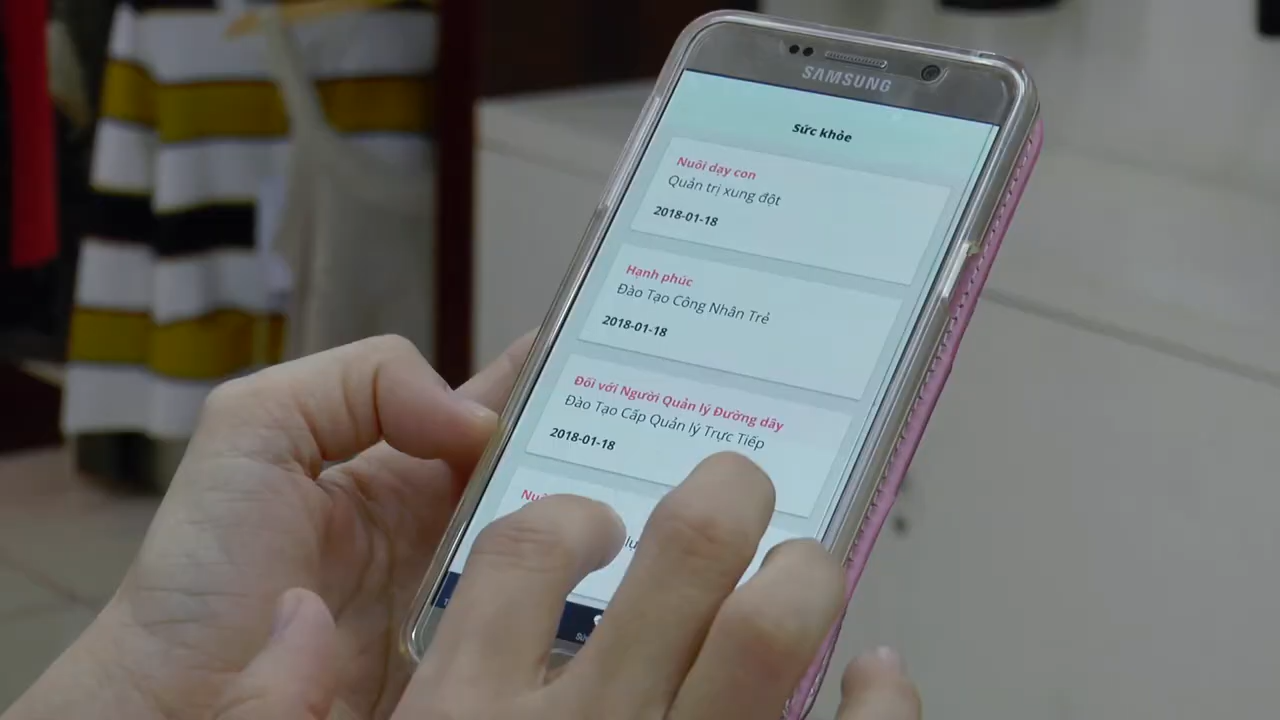 SAMSUNG
Sức khỏe
Nuôi dạy con
Quản trị xung đột
2018-01-18
Hạnh phúc
Đào Tạo Công Nhân Trẻ
2018-01-18
Đối với Người Quản lý Đường dây
Đào Tạo Cấp Quản lý Trực Tiếp
2018-01-18